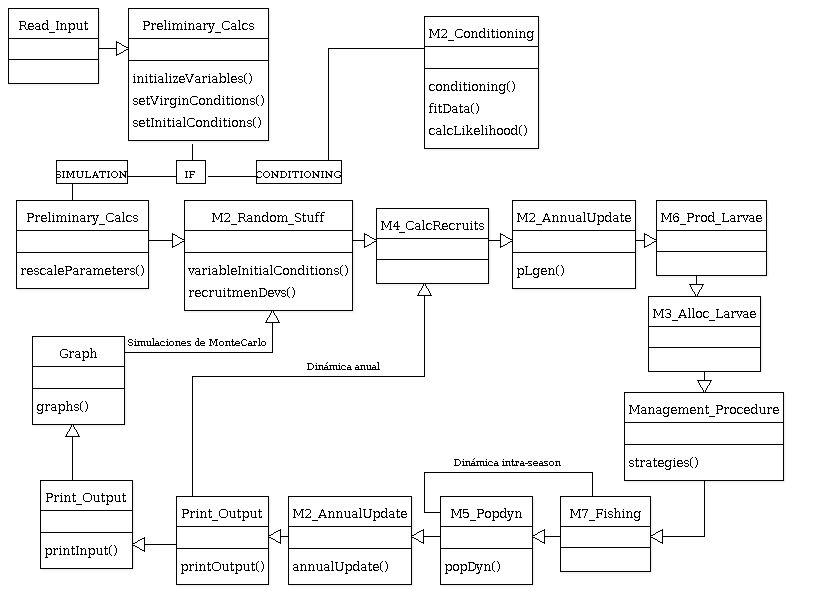 Read_Input
Preliminary_Calcs
initializeVariables()
setVirginConditions()
setInitialConditions()
M2_Conditioning
conditioning()
fitData()
calcLikelihood()
SIMULATION
IF
CONDITIONING
Preliminary_Calcs
rescaleParameters()
M2_Random_Stuff
variableInitialConditions()
recruitmenDevs()
M4_CalcRecruits
M2_AnnualUpdate
pLgen()
M6_Prod_Larvae
M3_Alloc_Larvae
Management_Procedure
strategies()
Graph
graphs()
Simulaciones de MonteCarlo
Dinámica anual
Dinámica intra-season
Print_Output
printInput()
Print_Output
printOutput()
M2_AnnualUpdate
annualUpdate()
M5_Popdyn
popDyn()
M7_Fishing